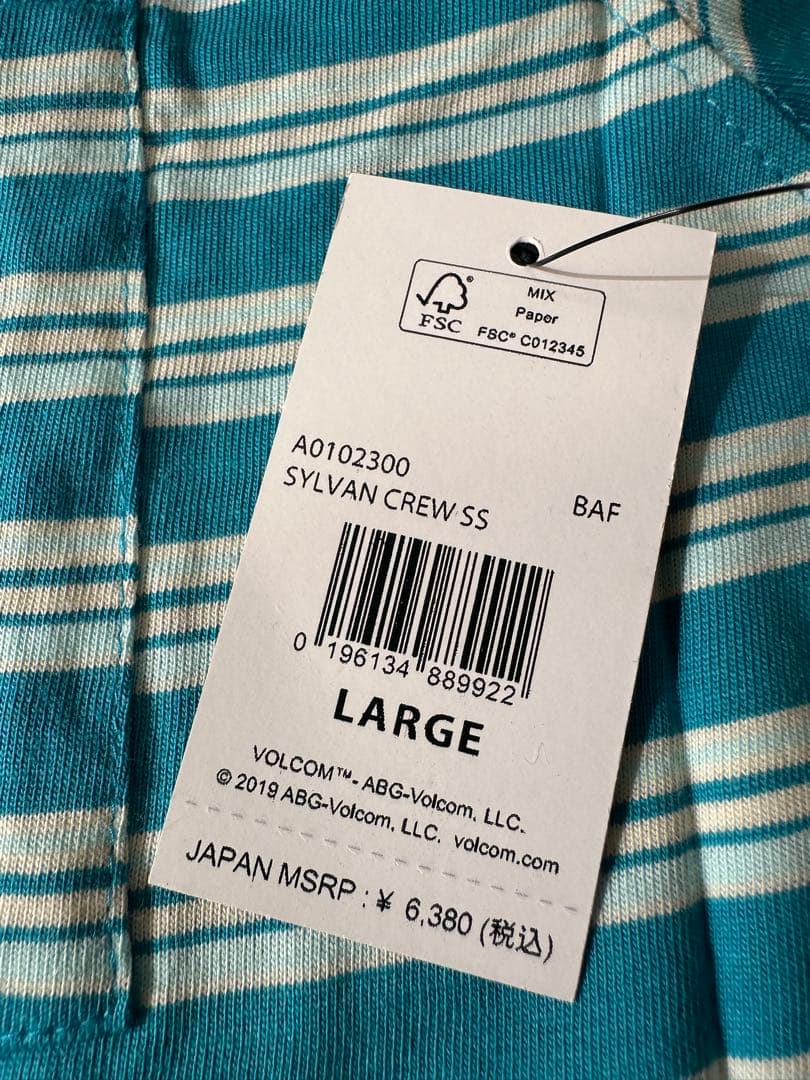 FSC®
MIX
Paper
FSC® C012345
A0102300
SYLVAN CREW SS
BAF
0 196134 889922
LARGE
VOLCOM™- ABG-Volcom, LLC.
© 2019 ABG-Volcom, LLC. volcom.com
JAPAN MSRP : ¥ 6,380 (税込)